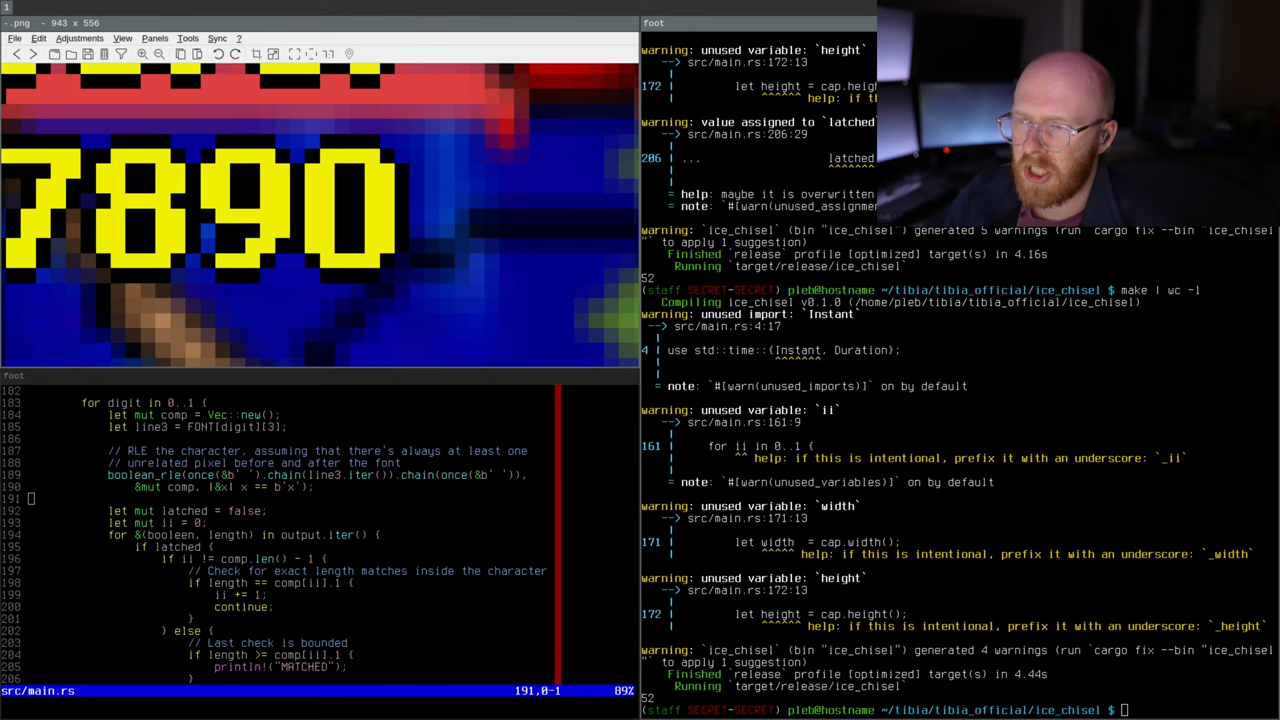 1
-.png - 943 x 556
File Edit Adjustments View Panels Tools Sync ?
7890
foot
182
183 for digit in 0..1 {
184 let mut comp = Vec::new();
185 let line3 = FONT[digit][3];
186
187 // RLE the character, assuming that there's always at least one
188 // unrelated pixel before and after the font
189 boolean_rle(once(&b' ').chain(line3.iter()).chain(once(&b' ')),
190 &mut comp, |&x| x == b'x');
191
192 let mut latched = false;
193 let mut ii = 0;
194 for &(boolen, length) in output.iter() {
195 if latched {
196 if ii != comp.len() - 1 {
197 // Check for exact length matches inside the character
198 if length == comp[ii].1 {
199 ii += 1;
200 continue;
201 }
202 } else {
203 // Last check is bounded
204 if length >= comp[ii].1 {
205 println!("MATCHED");
206 }
src/main.rs 191,0-1 89%
foot
warning: unused variable: `height`
--> src/main.rs:172:13
|
172 | let height = cap.heigh
| ^^^^^^ help: if th
warning: value assigned to `latched`
--> src/main.rs:206:29
|
206 | ... latched
| ^^^^^^^
|
= help: maybe it is overwritten
= note: `#[warn(unused_assignmen
warning: `ice_chisel` (bin "ice_chisel") generated 5 warnings (run `cargo fix --bin "ice_chisel
"` to apply 1 suggestion)
Finished `release` profile [optimized] target(s) in 4.16s
Running `target/release/ice_chisel`
52
(staff SECRET-SECRET) pleb@hostname ~/tibia/tibia_official/ice_chisel $ make | wc -l
Compiling ice_chisel v0.1.0 (/home/pleb/tibia/tibia_official/ice_chisel)
warning: unused import: `Instant`
--> src/main.rs:4:17
|
4 | use std::time::{Instant, Duration};
| ^^^^^^^
|
= note: `#[warn(unused_imports)]` on by default
warning: unused variable: `ii`
--> src/main.rs:161:9
|
161 | for ii in 0..1 {
| ^^ help: if this is intentional, prefix it with an underscore: `_ii`
|
= note: `#[warn(unused_variables)]` on by default
warning: unused variable: `width`
--> src/main.rs:171:13
|
171 | let width = cap.width();
| ^^^^^ help: if this is intentional, prefix it with an underscore: `_width`
warning: unused variable: `height`
--> src/main.rs:172:13
|
172 | let height = cap.height();
| ^^^^^^ help: if this is intentional, prefix it with an underscore: `_height`
warning: `ice_chisel` (bin "ice_chisel") generated 4 warnings (run `cargo fix --bin "ice_chisel
"` to apply 1 suggestion)
Finished `release` profile [optimized] target(s) in 4.44s
Running `target/release/ice_chisel`
52
(staff SECRET-SECRET) pleb@hostname ~/tibia/tibia_official/ice_chisel $